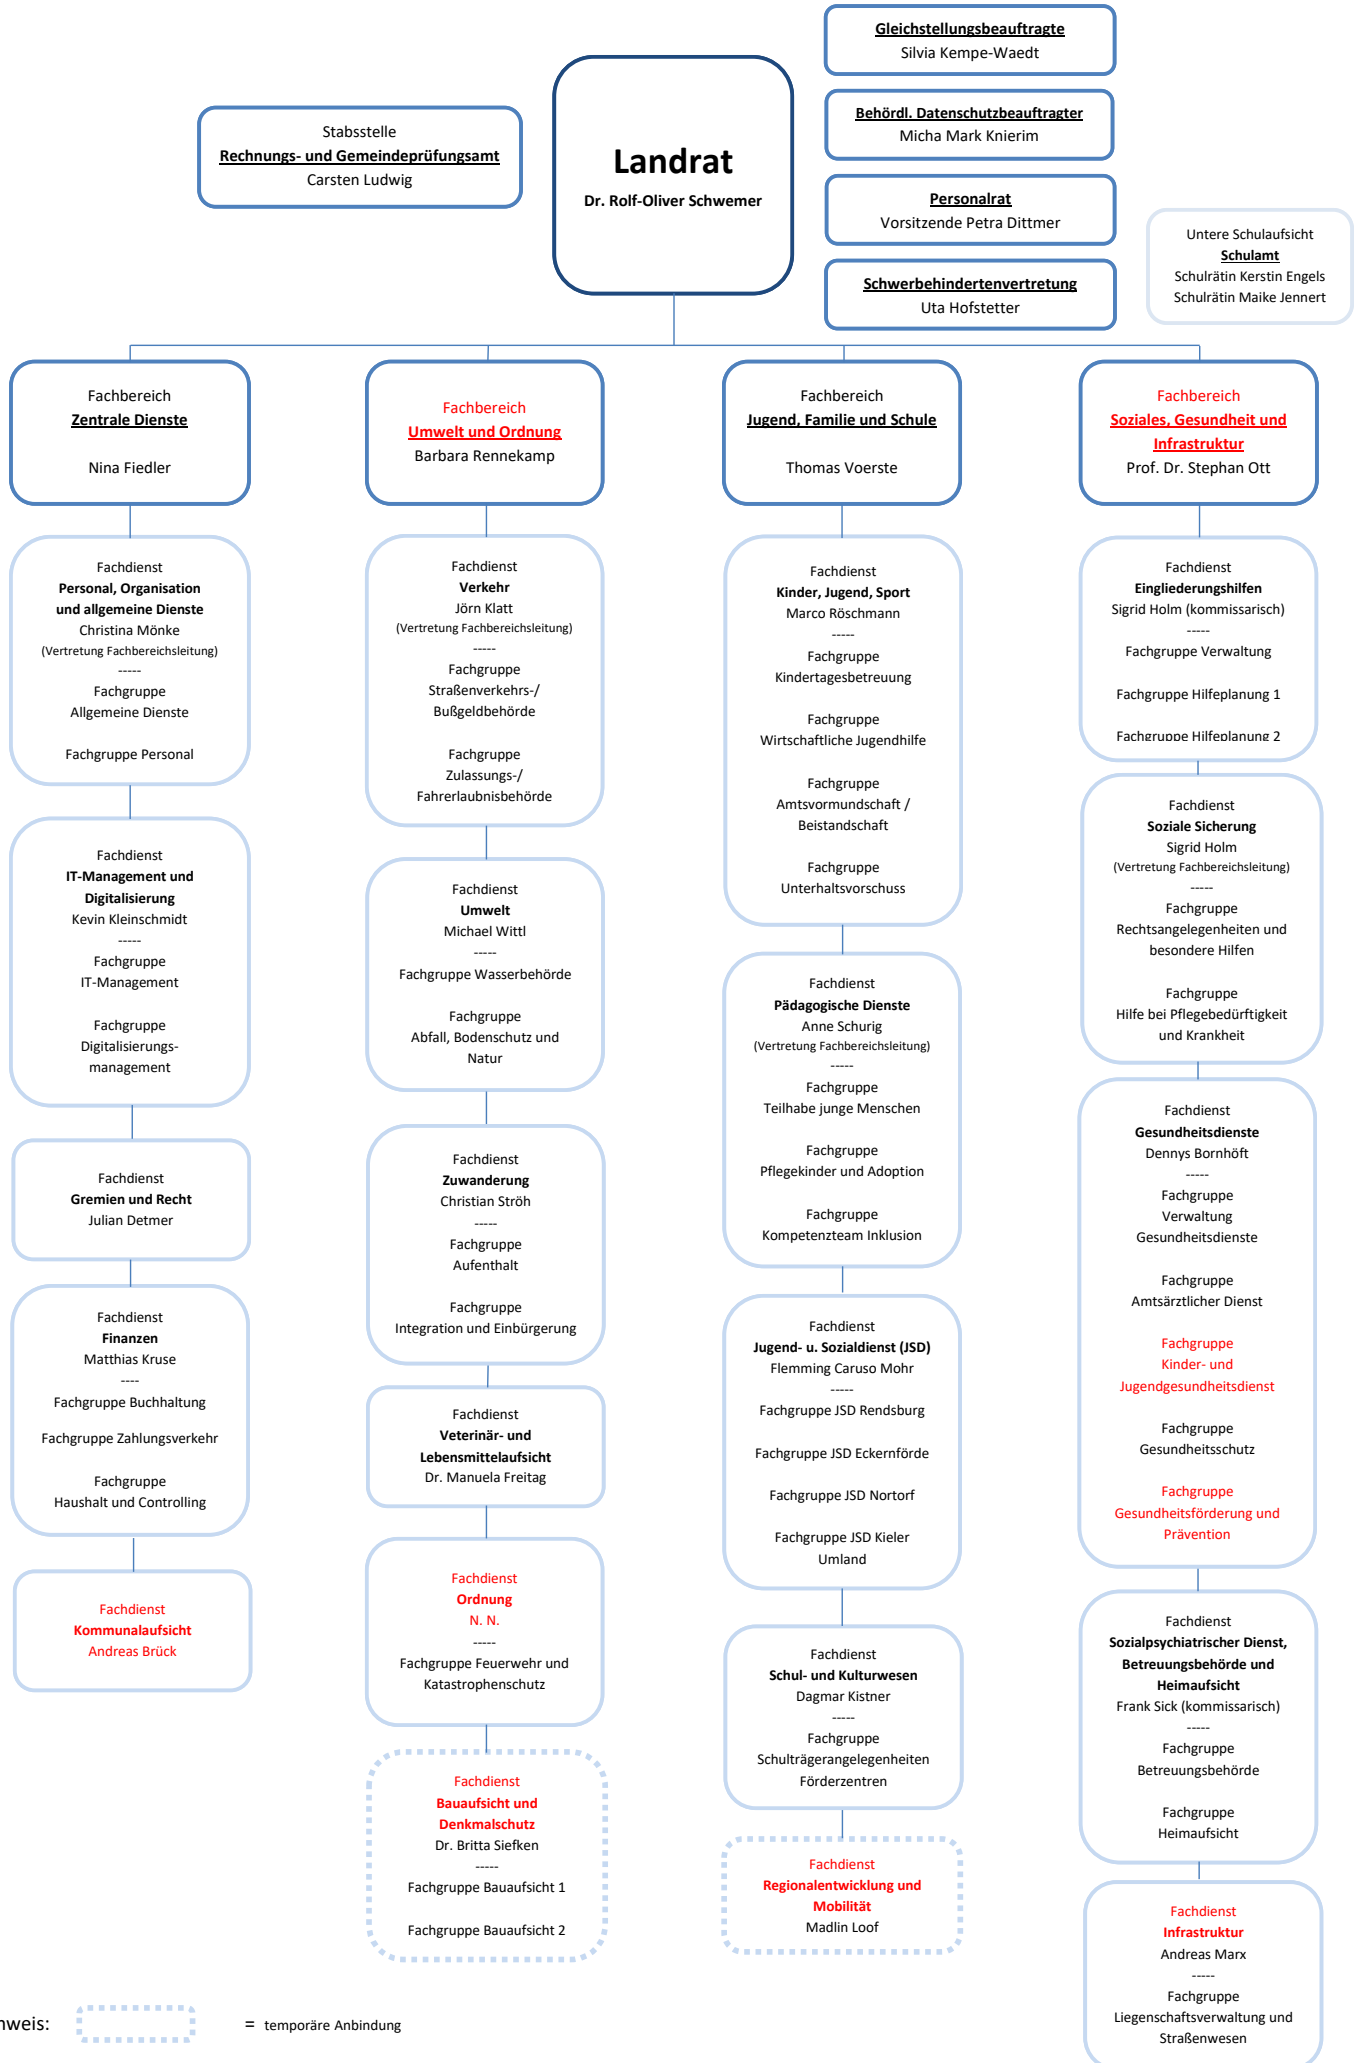 Gleichstellungsbeauftragte
Silvia Kempe-Waedt
Behördl. Datenschutzbeauftragter
Micha Mark Knierim
Personalrat
Vorsitzende Petra Dittmer
Schwerbehindertenvertretung
Uta Hofstetter
Stabsstelle
Rechnungs- und Gemeindeprüfungsamt
Carsten Ludwig
Landrat
Dr. Rolf-Oliver Schwemer
Untere Schulaufsicht
Schulamt
Schulrätin Kerstin Engels
Schulrätin Maike Jennert
Fachbereich
Zentrale Dienste
Nina Fiedler
Fachdienst
Personal, Organisation
und allgemeine Dienste
Christina Mönke
(Vertretung Fachbereichsleitung)
-----
Fachgruppe
Allgemeine Dienste
Fachgruppe Personal
Fachdienst
IT-Management und
Digitalisierung
Kevin Kleinschmidt
-----
Fachgruppe
IT-Management
Fachgruppe
Digitalisierungs-
management
Fachdienst
Gremien und Recht
Julian Detmer
Fachdienst
Finanzen
Matthias Kruse
----
Fachgruppe Buchhaltung
Fachgruppe Zahlungsverkehr
Fachgruppe
Haushalt und Controlling
Fachdienst
Kommunalaufsicht
Andreas Brück
Fachbereich
Umwelt und Ordnung
Barbara Rennekamp
Fachdienst
Verkehr
Jörn Klatt
(Vertretung Fachbereichsleitung)
-----
Fachgruppe
Straßenverkehrs-/
Bußgeldbehörde
Fachgruppe
Zulassungs-/
Fahrerlaubnisbehörde
Fachdienst
Umwelt
Michael Wittl
-----
Fachgruppe Wasserbehörde
Fachgruppe
Abfall, Bodenschutz und
Natur
Fachdienst
Zuwanderung
Christian Ströh
-----
Fachgruppe
Aufenthalt
Fachgruppe
Integration und Einbürgerung
Fachdienst
Veterinär- und
Lebensmittelaufsicht
Dr. Manuela Freitag
Fachdienst
Ordnung
N. N.
-----
Fachgruppe Feuerwehr und
Katastrophenschutz
Fachdienst
Bauaufsicht und
Denkmalschutz
Dr. Britta Siefken
-----
Fachgruppe Bauaufsicht 1
Fachgruppe Bauaufsicht 2
Fachbereich
Jugend, Familie und Schule
Thomas Voerste
Fachdienst
Kinder, Jugend, Sport
Marco Röschmann
-----
Fachgruppe
Kindertagesbetreuung
Fachgruppe
Wirtschaftliche Jugendhilfe
Fachgruppe
Amtsvormundschaft /
Beistandschaft
Fachgruppe
Unterhaltsvorschuss
Fachdienst
Pädagogische Dienste
Anne Schurig
(Vertretung Fachbereichsleitung)
-----
Fachgruppe
Teilhabe junge Menschen
Fachgruppe
Pflegekinder und Adoption
Fachgruppe
Kompetenzteam Inklusion
Fachdienst
Jugend- u. Sozialdienst (JSD)
Flemming Caruso Mohr
-----
Fachgruppe JSD Rendsburg
Fachgruppe JSD Eckernförde
Fachgruppe JSD Nortorf
Fachgruppe JSD Kieler
Umland
Fachdienst
Schul- und Kulturwesen
Dagmar Kistner
-----
Fachgruppe
Schulträgerangelegenheiten
Förderzentren
Fachdienst
Regionalentwicklung und
Mobilität
Madlin Loof
Fachbereich
Soziales, Gesundheit und
Infrastruktur
Prof. Dr. Stephan Ott
Fachdienst
Eingliederungshilfen
Sigrid Holm (kommissarisch)
-----
Fachgruppe Verwaltung
Fachgruppe Hilfeplanung 1
Fachgruppe Hilfeplanung 2
Fachdienst
Soziale Sicherung
Sigrid Holm
(Vertretung Fachbereichsleitung)
-----
Fachgruppe
Rechtsangelegenheiten und
besondere Hilfen
Fachgruppe
Hilfe bei Pflegebedürftigkeit
und Krankheit
Fachdienst
Gesundheitsdienste
Dennys Bornhöft
-----
Fachgruppe
Verwaltung
Gesundheitsdienste
Fachgruppe
Amtsärztlicher Dienst
Fachgruppe
Kinder- und
Jugendgesundheitsdienst
Fachgruppe
Gesundheitsschutz
Fachgruppe
Gesundheitsförderung und
Prävention
Fachdienst
Sozialpsychiatrischer Dienst,
Betreuungsbehörde und
Heimaufsicht
Frank Sick (kommissarisch)
-----
Fachgruppe
Betreuungsbehörde
Fachgruppe
Heimaufsicht
Fachdienst
Infrastruktur
Andreas Marx
-----
Fachgruppe
Liegenschaftsverwaltung und
Straßenwesen
nweis: = temporäre Anbindung